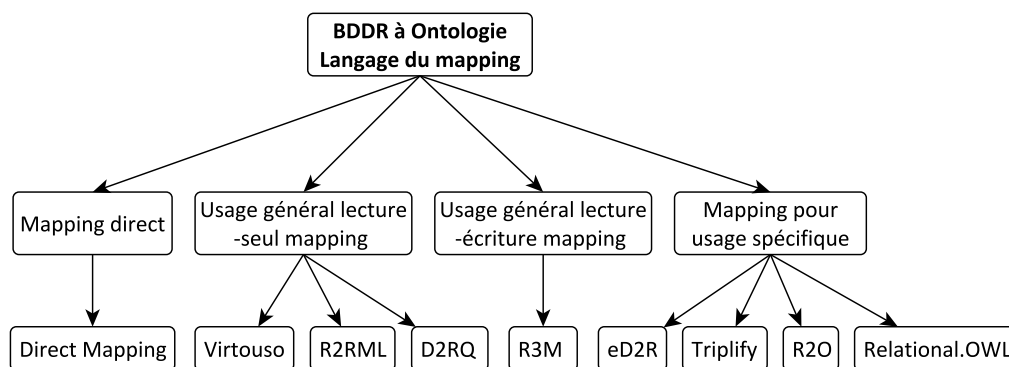 BDDR à Ontologie
Langage du mapping
Mapping direct
Usage général lecture
-seul mapping
Usage général lecture
-écriture mapping
Mapping pour
usage spécifique
Direct Mapping
Virtouso
R2RML
D2RQ
R3M
eD2R
Triplify
R2O
Relational.OWL